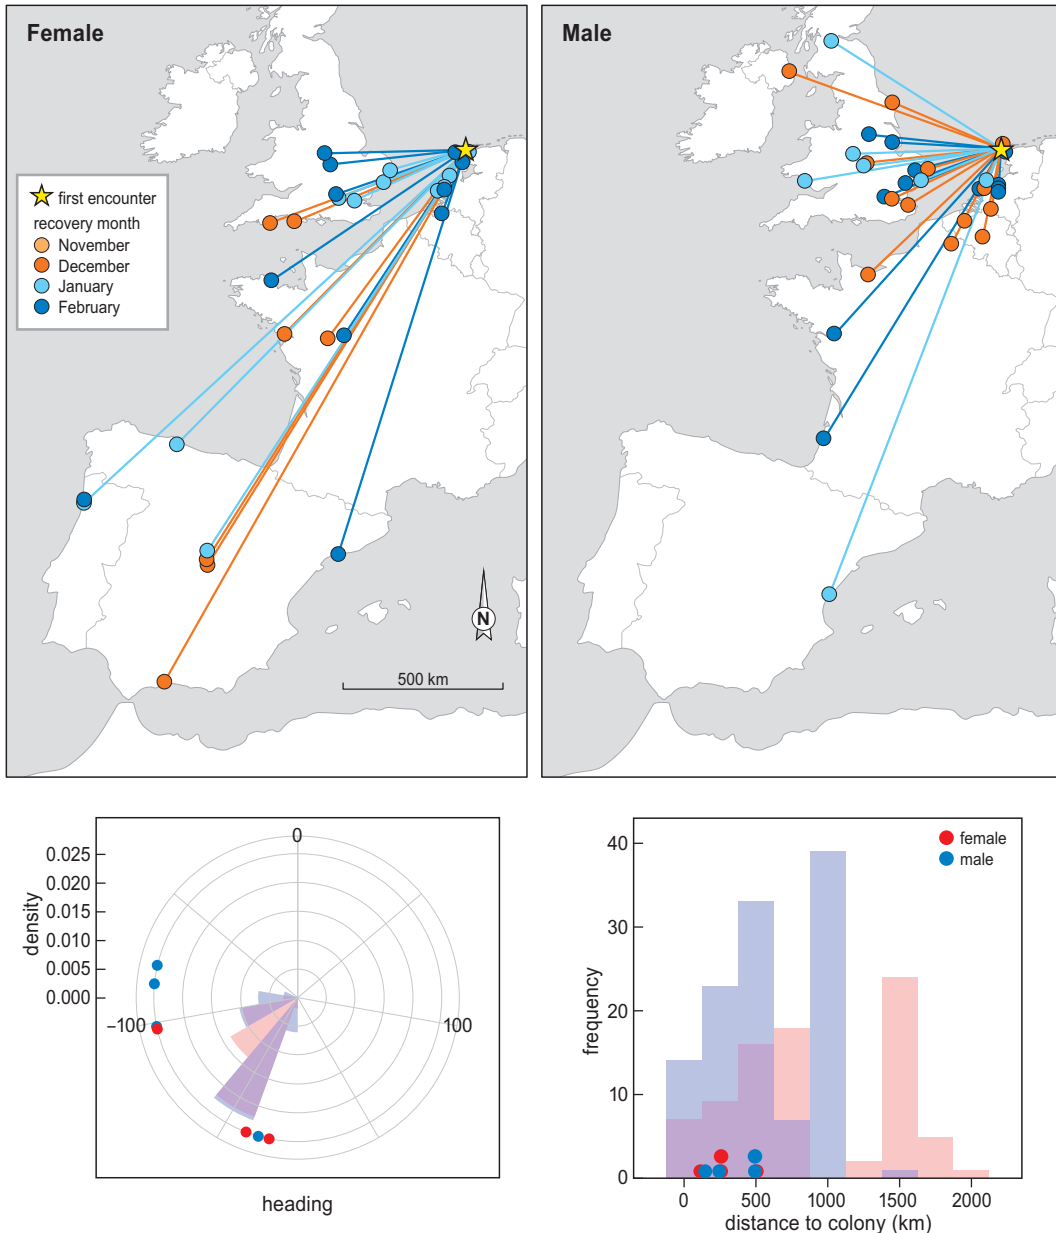 Female
Male
first encounter
recovery month
November
December
January
February
N
500 km
0
0.025
0.020
0.015
0.010
0.005
0.000
density
−100
100
heading
40
30
20
10
0
frequency
female
male
0
500
1000
1500
2000
distance to colony (km)